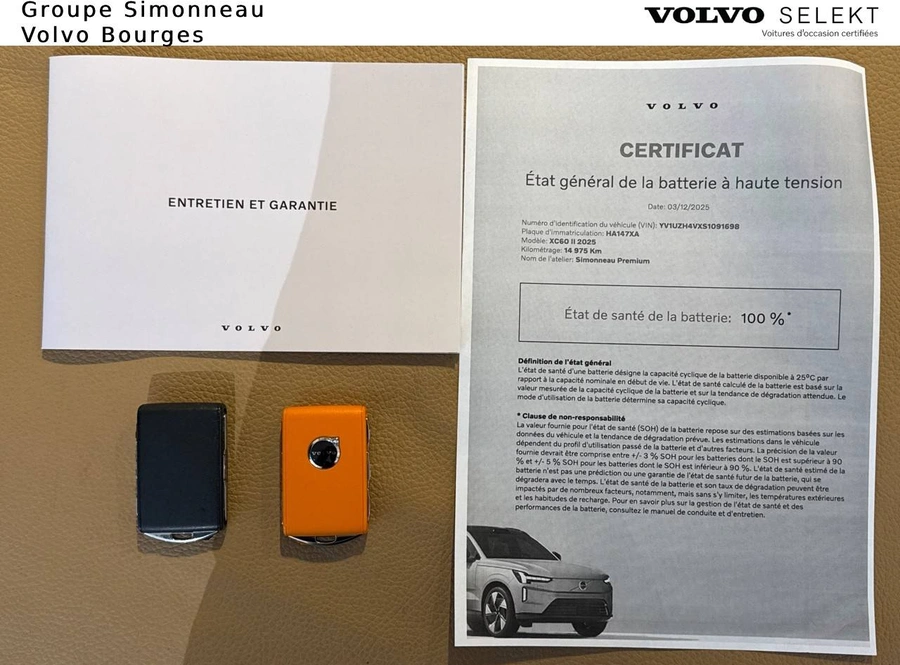 Groupe Simonneau
Volvo Bourges
VOLVO SELEKT
Voitures d'occasion certifiées
ENTRETIEN ET GARANTIE
VOLVO
VOLVO
VOLVO
CERTIFICAT
État général de la batterie à haute tension
Date: 03/12/2025
Numéro d'identification du véhicule (VIN): YV1UZH4VXS1091698
Plaque d'immatriculation: HA147XA
Modèle: XC60 II 2025
Kilométrage: 14 975 Km
Nom de l'atelier: Simonneau Premium
État de santé de la batterie: 100 %*
Définition de l'état général
L'état de santé d'une batterie désigne la capacité cyclique de la batterie disponible à 25°C par
rapport à la capacité nominale en début de vie. L'état de santé calculé de la batterie est basé sur la
valeur mesurée de la capacité cyclique de la batterie et sur la tendance de dégradation attendue. Le
mode d'utilisation de la batterie détermine sa capacité cyclique.
* Clause de non-responsabilité
La valeur fournie pour l'état de santé (SOH) de la batterie repose sur des estimations basées sur les
données du véhicule et la tendance de dégradation prévue. Les estimations dans le véhicule
dépendent du profil d'utilisation passé de la batterie et d'autres facteurs. La précision de la valeur
fournie devrait être comprise entre +/- 3 % SOH pour les batteries dont le SOH est supérieur à 90
% et +/- 5 % SOH pour les batteries dont le SOH est inférieur à 90 %. L'état de santé estimé de la
batterie n'est pas une prédiction ou une garantie de l'état de santé futur de la batterie, qui se
dégradera avec le temps. L'état de santé de la batterie et son taux de dégradation peuvent être
impactés par de nombreux facteurs, notamment, mais sans s'y limiter, les températures extérieures
et les habitudes de recharge. Pour en savoir plus sur la gestion de l'état de santé et des
performances de la batterie, consultez le manuel de conduite et d'entretien.